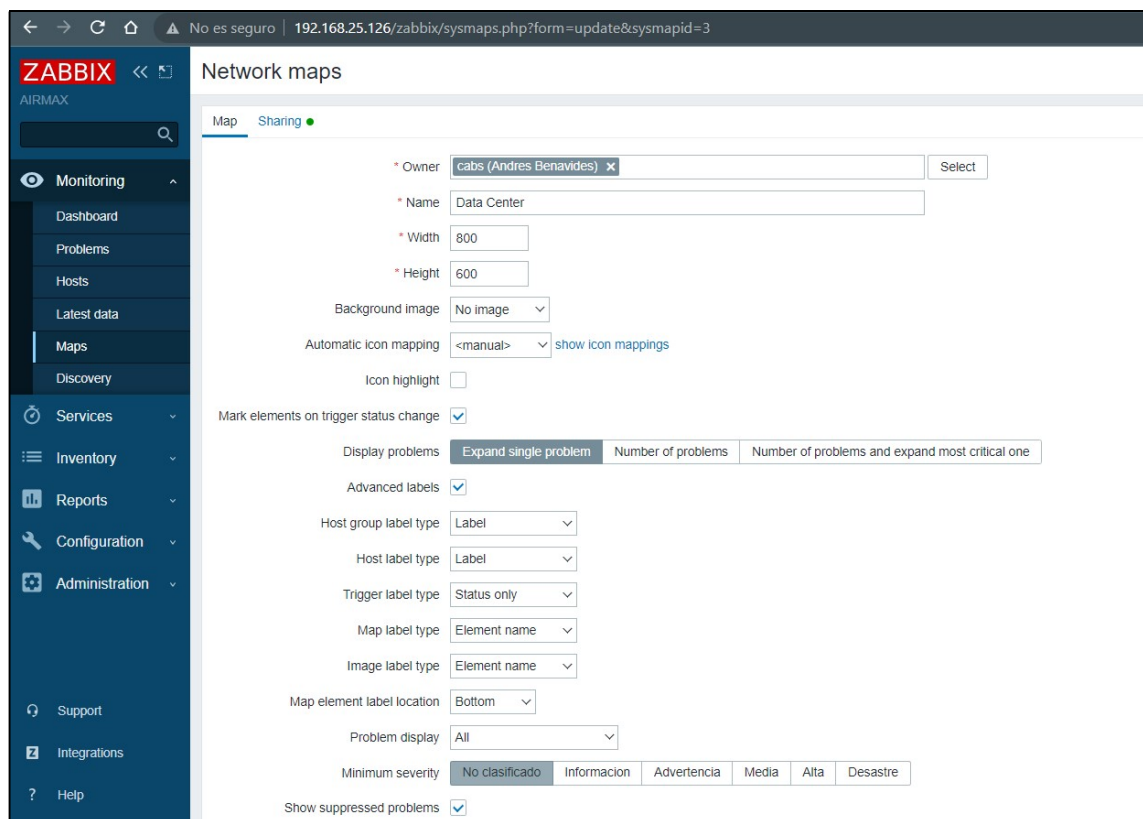 No es seguro | 192.168.25.126/zabbix/sysmaps.php?form=update&sysmapid=3
ZABBIX
AIRMAX
Monitoring
Dashboard
Problems
Hosts
Latest data
Maps
Discovery
Services
Inventory
Reports
Configuration
Administration
Support
Z Integrations
? Help
Network maps
Map Sharing
* Owner cabs (Andres Benavides) Select
* Name Data Center
* Width 800
* Height 600
Background image No image
Automatic icon mapping <manual> show icon mappings
Icon highlight
Mark elements on trigger status change
Display problems Expand single problem Number of problems Number of problems and expand most critical one
Advanced labels
Host group label type Label
Host label type Label
Trigger label type Status only
Map label type Element name
Image label type Element name
Map element label location Bottom
Problem display All
Minimum severity No clasificado Informacion Advertencia Media Alta Desastre
Show suppressed problems